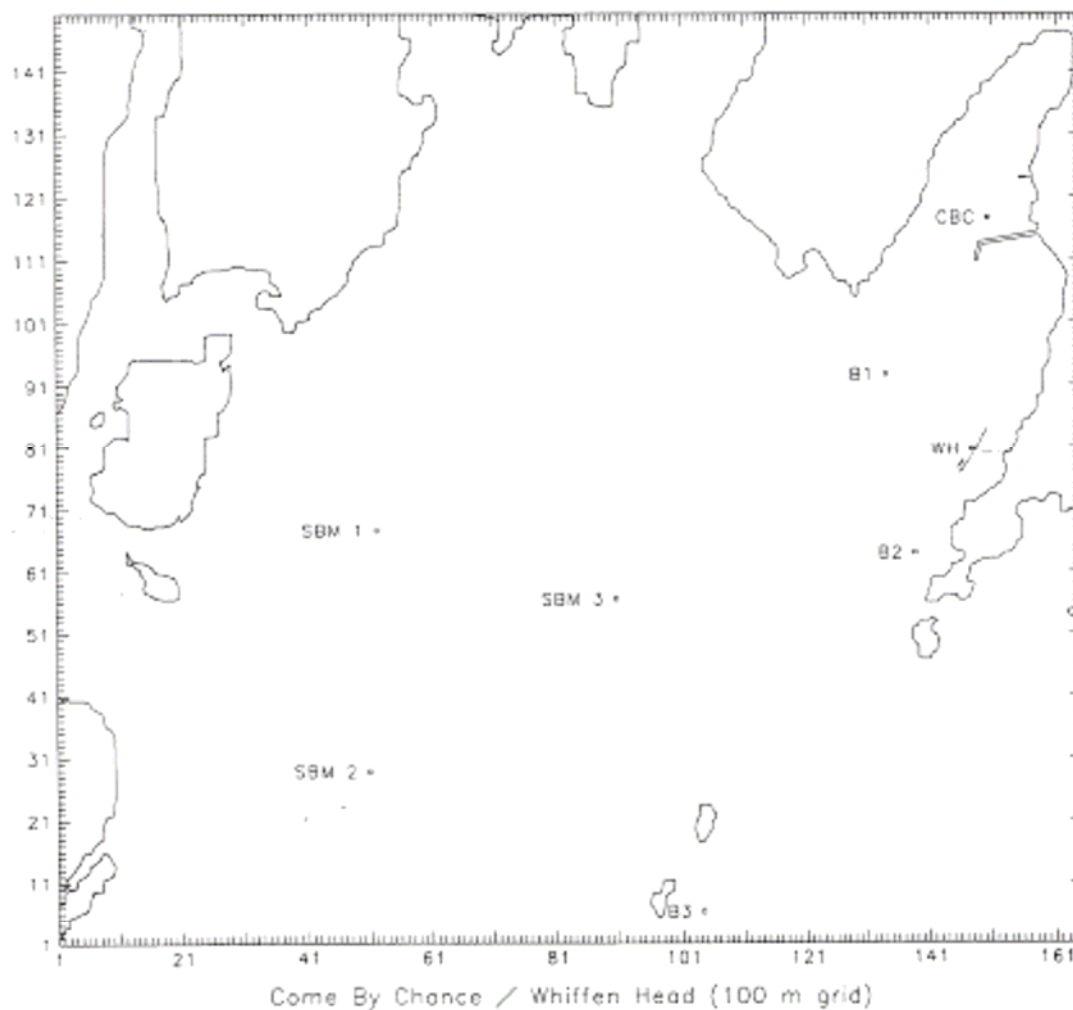 141
131
121
CBC
111
101
91
B1
81
WH
71
SBM 1
B2
61
SBM 3
51
41
31
SBM 2
21
11
B3
1
1 21 41 61 81 101 121 141 161
Come By Chance / Whiffen Head (100 m grid)